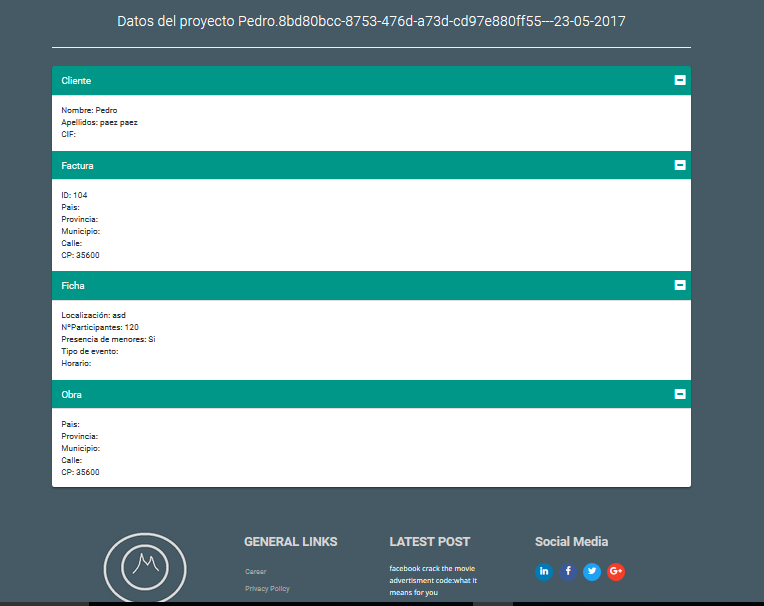 Datos del proyecto Pedro.8bd80bcc-8753-476d-a73d-cd97e880ff55---23-05-2017
Cliente
Nombre: Pedro
Apellidos: paez paez
CIF:
Factura
ID: 104
Pais:
Provincia:
Municipio:
Calle:
CP: 35600
Ficha
Localización: asd
NºParticipantes: 120
Presencia de menores: Si
Tipo de evento:
Horario:
Obra
Pais:
Provincia:
Municipio:
Calle:
CP: 35600
GENERAL LINKS
Career
Privacy Policy
LATEST POST
facebook crack the movie
advertisment code:what it
means for you
Social Media
in
f
G+